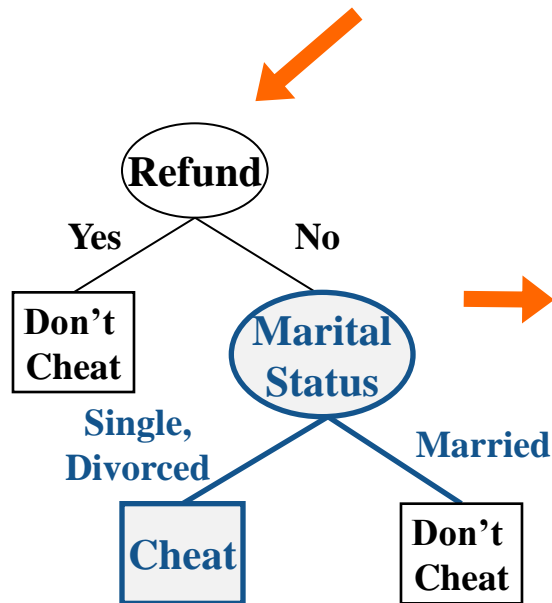 Refund
Yes
No
Don’t
Cheat
Marital
Status
Single,
Divorced
Married
Cheat
Don’t
Cheat